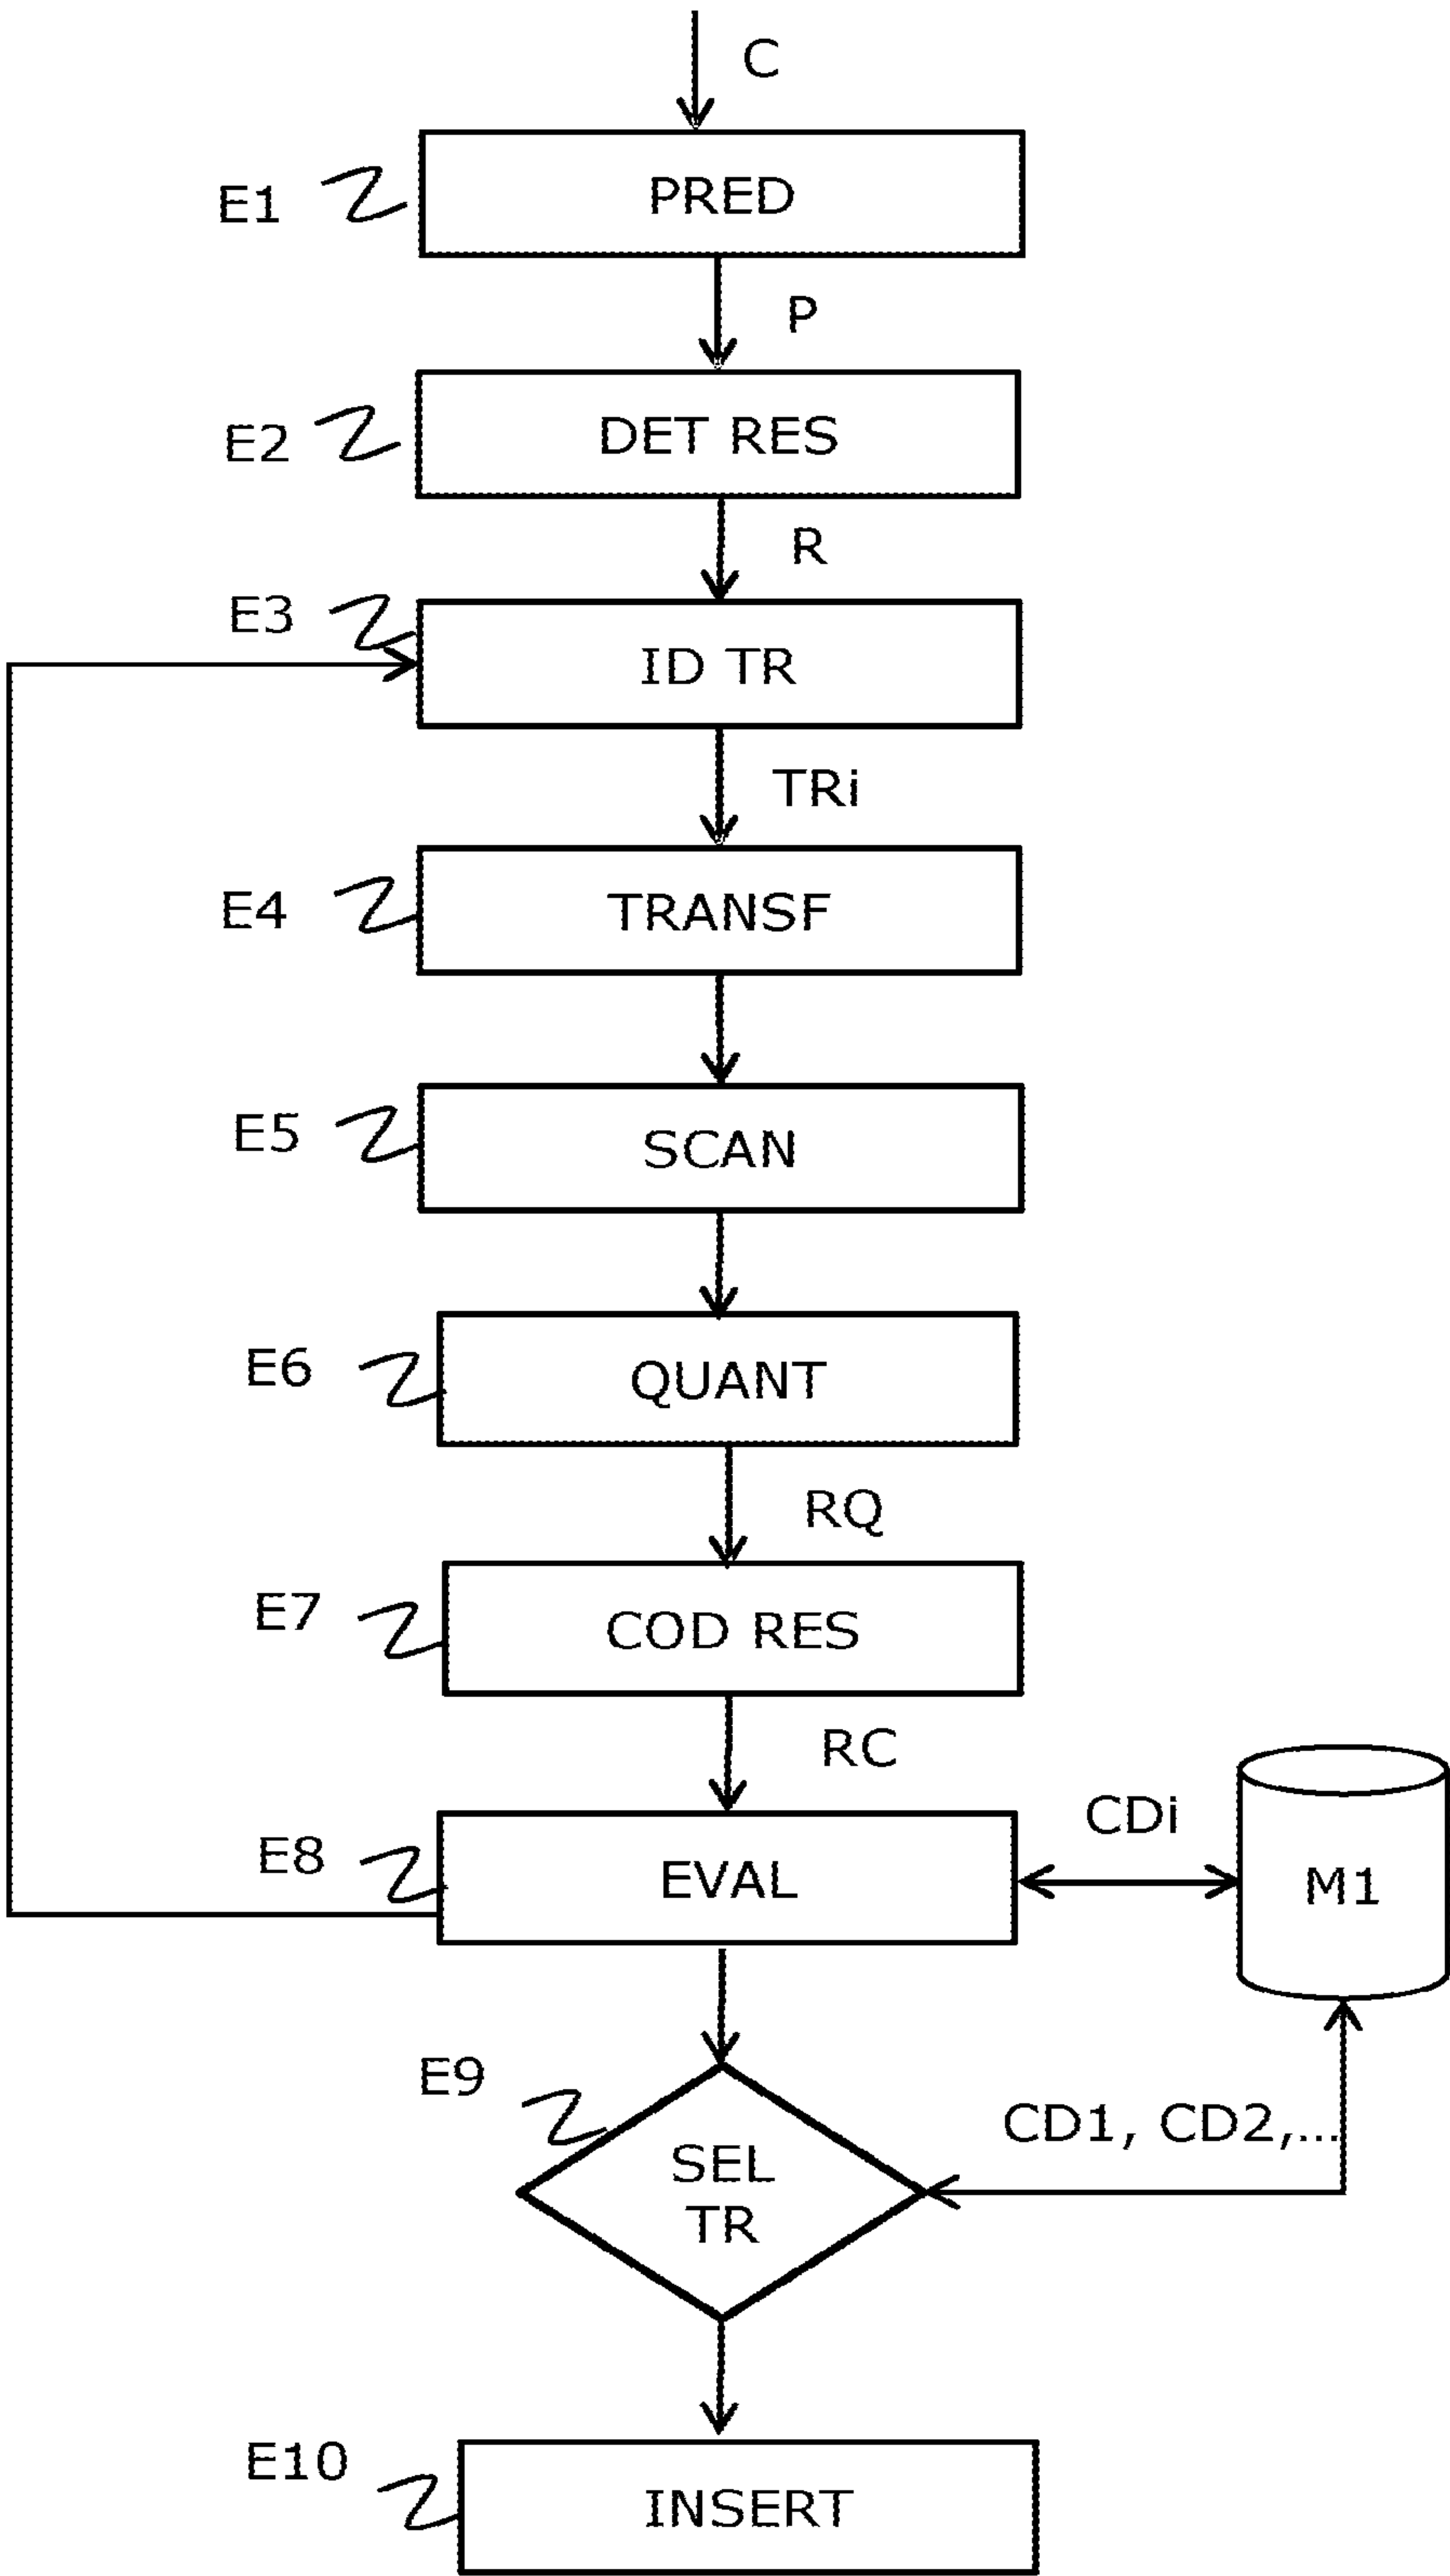 C
E1
PRED
P
E2
DET RES
R
E3
ID TR
TRi
E4
TRANSF
E5
SCAN
E6
QUANT
RQ
E7
COD RES
RC
E8
EVAL
CDi
M1
E9
SEL
TR
CD1, CD2,...
E10
INSERT